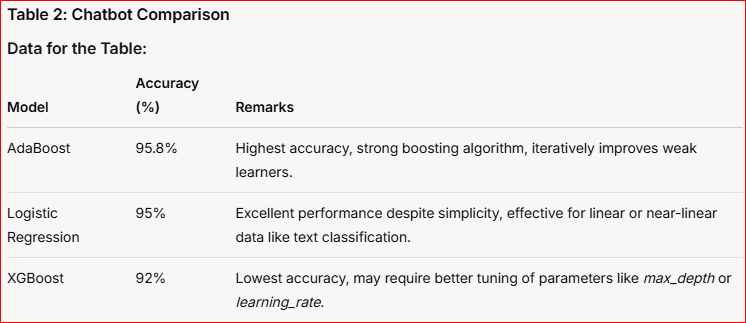 Table 2: Chatbot Comparison
Data for the Table:
Model Accuracy (%) Remarks
AdaBoost 95.8% Highest accuracy, strong boosting algorithm, iteratively improves weak
learners.
Logistic Regression 95% Excellent performance despite simplicity, effective for linear or near-linear
data like text classification.
XGBoost 92% Lowest accuracy, may require better tuning of parameters like max_depth or
learning_rate.